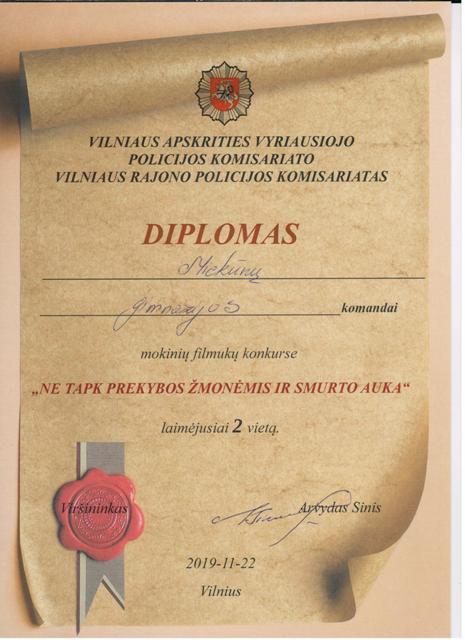 VILNIAUS APSKRITIES VYRIAUSIOJO
POLICIJOS KOMISARIATO
VILNIAUS RAJONO POLICIJOS KOMISARIATAS
DIPLOMAS
Mickūnų
gimnazijos komandai
mokinių filmukų konkurse
„NE TAPK PREKYBOS ŽMONĖMIS IR SMURTO AUKA“
laimėjusiai 2 vietą.
Viršininkas Arvydas Sinis
2019-11-22
Vilnius